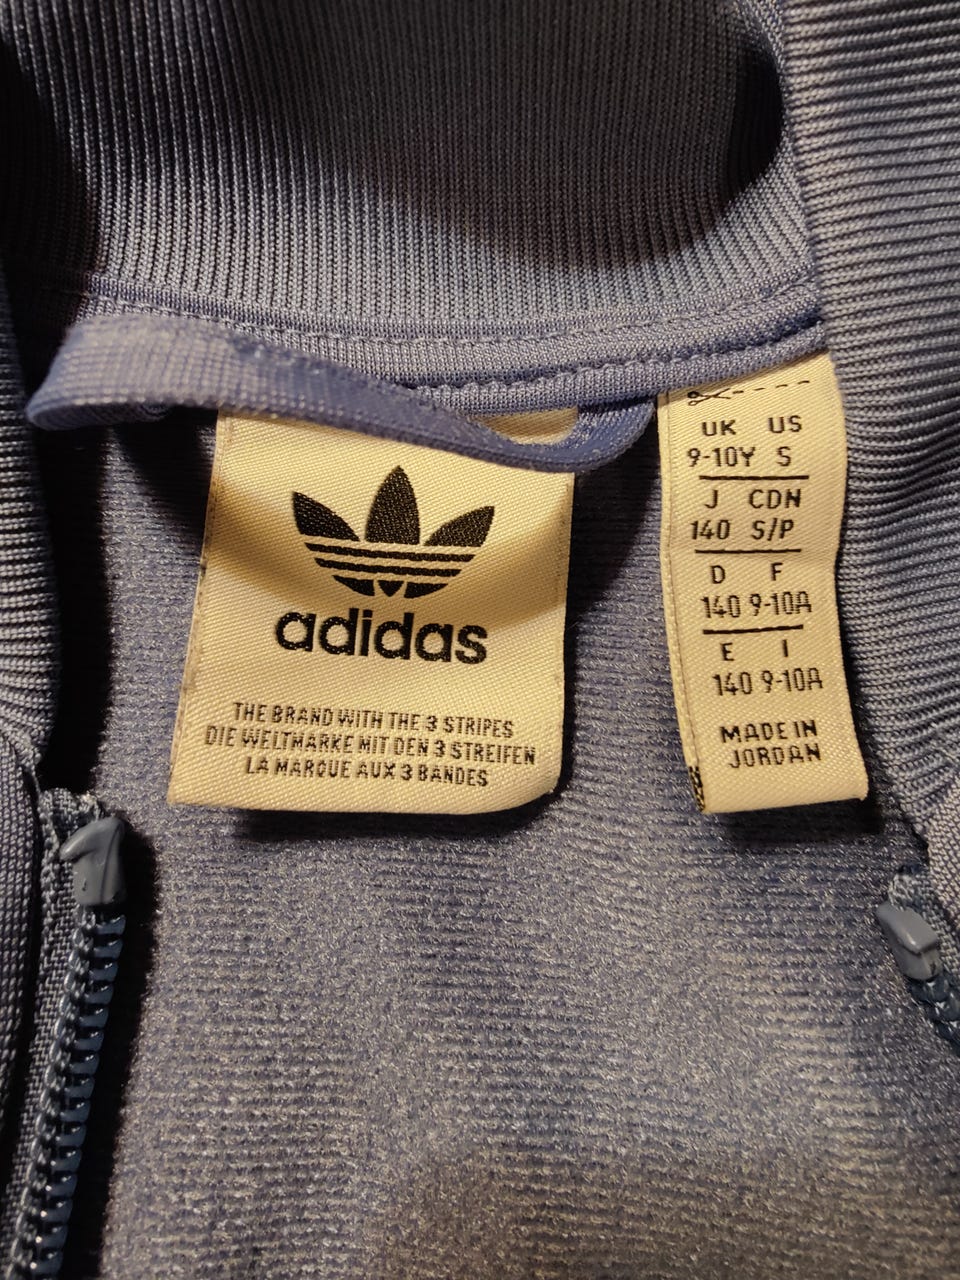 adidas
THE BRAND WITH THE 3 STRIPES
DIE WELTMARKE MIT DEN 3 STREIFEN
LA MARQUE AUX 3 BANDES
UK US
9-10Y S
J CDN
140 S/P
D F
140 9-10A
E I
140 9-10A
MADE IN
JORDAN